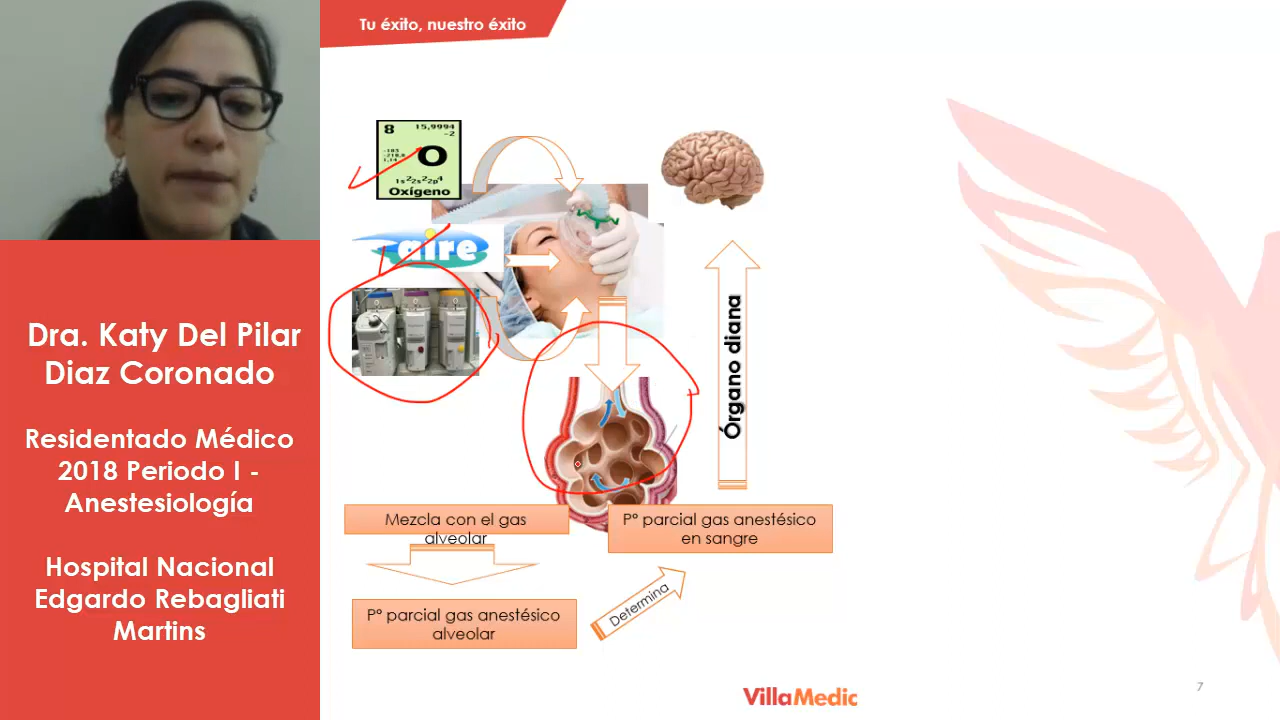 Tu éxito, nuestro éxito
8
15,9994
-2
O
1s²2s²2p⁴
Oxígeno
aire
Órgano diana
Dra. Katy Del Pilar
Diaz Coronado
Residentado Médico
2018 Periodo I -
Anestesiología
Hospital Nacional
Edgardo Rebagliati
Martins
Mezcla con el gas
alveolar
Pº parcial gas anestésico
en sangre
Determina
Pº parcial gas anestésico
alveolar
VillaMedic
7